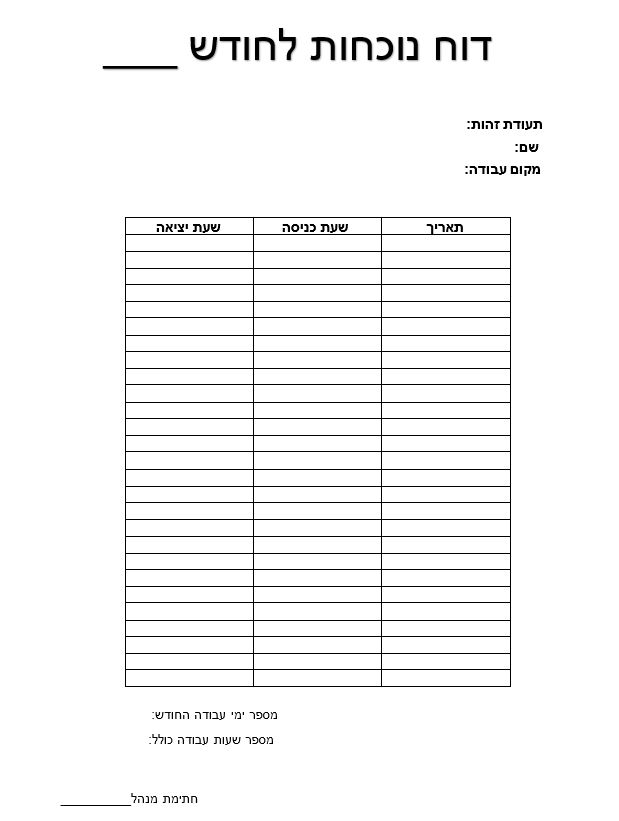 דוח נוכחות לחודש ____
תעודת זהות:
שם:
מקום עבודה:
תאריך שעת כניסה שעת יציאה
מספר ימי עבודה החודש:
מספר שעות עבודה כולל:
חתימת מנהל___________